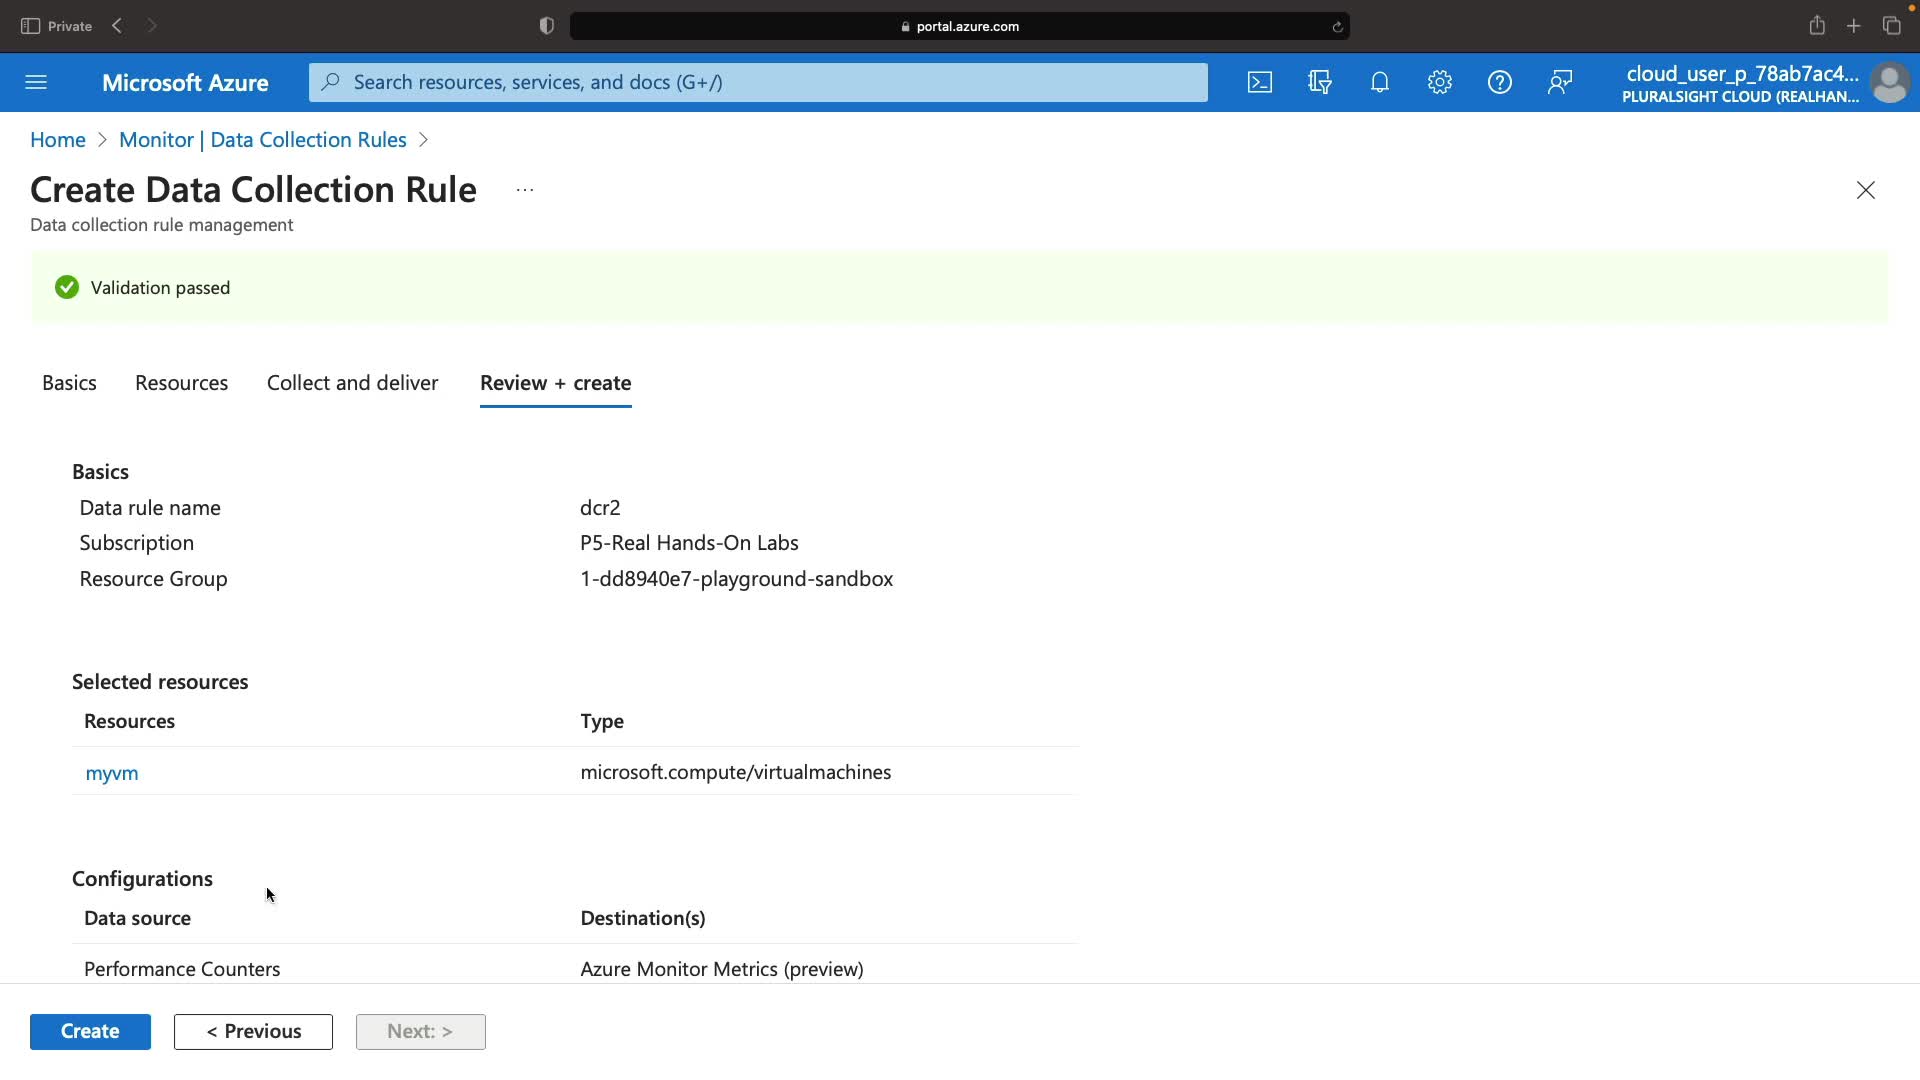 Private
portal.azure.com
Microsoft Azure
Search resources, services, and docs (G+/)
cloud_user_p_78ab7ac4...
PLURALSIGHT CLOUD (REALHAN...
Home > Monitor | Data Collection Rules >
Create Data Collection Rule ...
Data collection rule management
Validation passed
Basics Resources Collect and deliver Review + create
Basics
Data rule name dcr2
Subscription P5-Real Hands-On Labs
Resource Group 1-dd8940e7-playground-sandbox
Selected resources
Resources Type
myvm microsoft.compute/virtualmachines
Configurations
Data source Destination(s)
Performance Counters Azure Monitor Metrics (preview)
Create < Previous Next: >